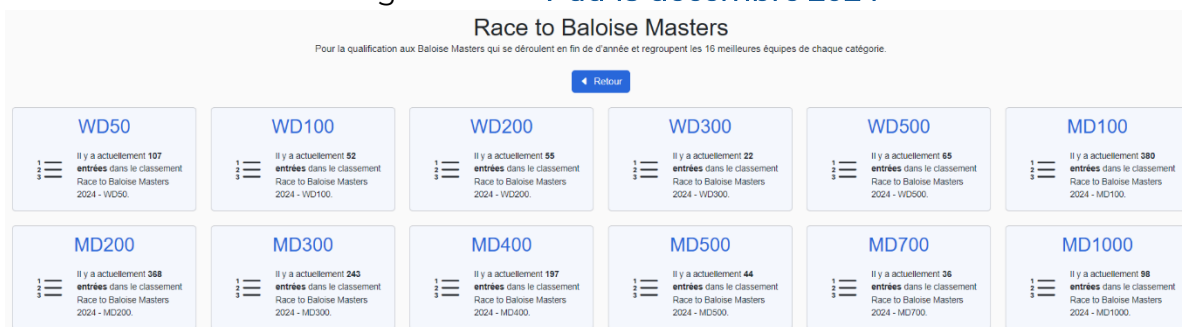 Race to Baloise Masters
Pour la qualification aux Baloise Masters qui se déroulent en fin de d'année et regroupent les 16 meilleures équipes de chaque catégorie.
Retour
WD50
Il y a actuellement 107
entrées dans le classement
Race to Baloise Masters
2024 - WD50.
WD100
Il y a actuellement 52
entrées dans le classement
Race to Baloise Masters
2024 - WD100.
WD200
Il y a actuellement 55
entrées dans le classement
Race to Baloise Masters
2024 - WD200.
WD300
Il y a actuellement 22
entrées dans le classement
Race to Baloise Masters
2024 - WD300.
WD500
Il y a actuellement 65
entrées dans le classement
Race to Baloise Masters
2024 - WD500.
MD100
Il y a actuellement 380
entrées dans le classement
Race to Baloise Masters
2024 - MD100.
MD200
Il y a actuellement 368
entrées dans le classement
Race to Baloise Masters
2024 - MD200.
MD300
Il y a actuellement 243
entrées dans le classement
Race to Baloise Masters
2024 - MD300.
MD400
Il y a actuellement 197
entrées dans le classement
Race to Baloise Masters
2024 - MD400.
MD500
Il y a actuellement 44
entrées dans le classement
Race to Baloise Masters
2024 - MD500.
MD700
Il y a actuellement 36
entrées dans le classement
Race to Baloise Masters
2024 - MD700.
MD1000
Il y a actuellement 98
entrées dans le classement
Race to Baloise Masters
2024 - MD1000.